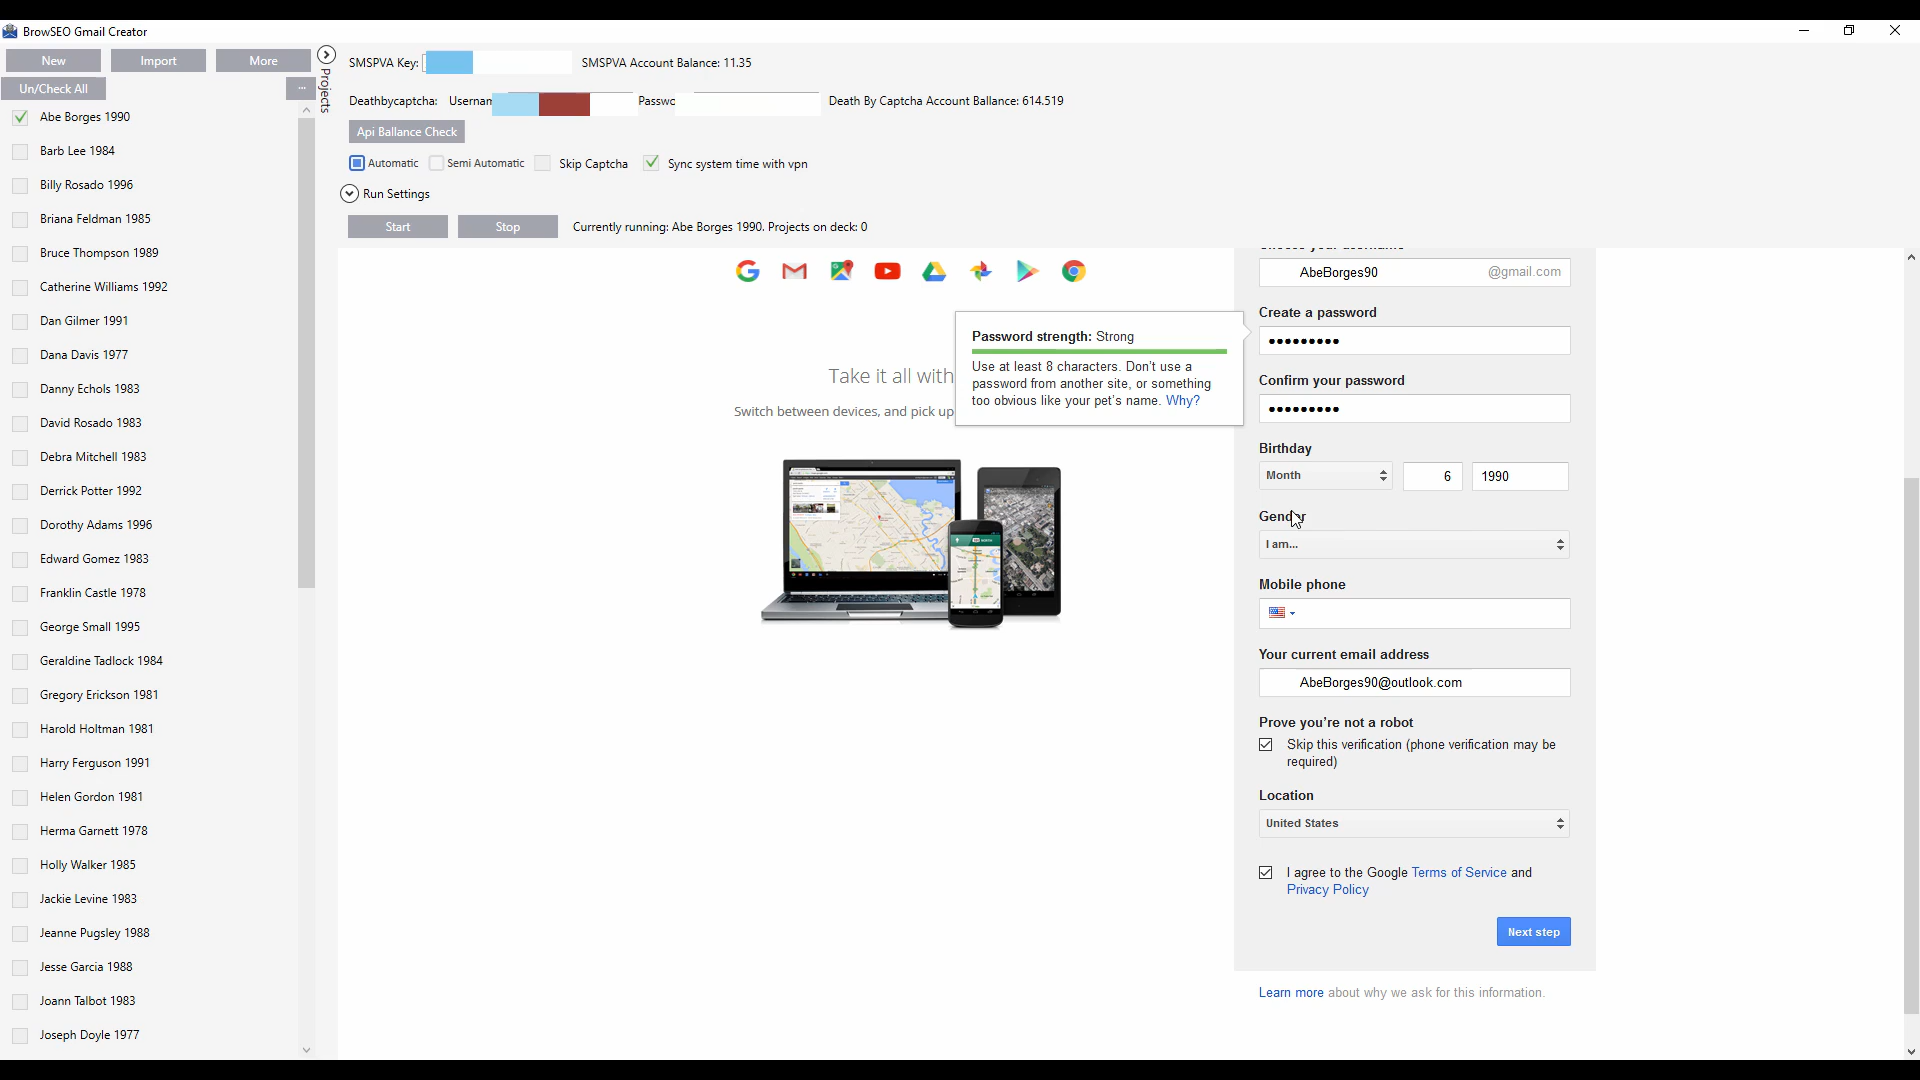 BrowSEO Gmail Creator
New Import More
Un/Check All ...
Projects
Abe Borges 1990
Barb Lee 1984
Billy Rosado 1996
Briana Feldman 1985
Bruce Thompson 1989
Catherine Williams 1992
Dan Gilmer 1991
Dana Davis 1977
Danny Echols 1983
David Rosado 1983
Debra Mitchell 1983
Derrick Potter 1992
Dorothy Adams 1996
Edward Gomez 1983
Franklin Castle 1978
George Small 1995
Geraldine Tadlock 1984
Gregory Erickson 1981
Harold Holtman 1981
Harry Ferguson 1991
Helen Gordon 1981
Herma Garnett 1978
Holly Walker 1985
Jackie Levine 1983
Jeanne Pugsley 1988
Jesse Garcia 1988
Joann Talbot 1983
Joseph Doyle 1977
SMSPVA Key: SMSPVA Account Balance: 11.35
Deathbycaptcha: Usernam Passwo Death By Captcha Account Ballance: 614.519
Api Ballance Check
Automatic Semi Automatic Skip Captcha Sync system time with vpn
Run Settings
Start Stop Currently running: Abe Borges 1990. Projects on deck: 0
Take it all with
Switch between devices, and pick up
Password strength: Strong
Use at least 8 characters. Don't use a
password from another site, or something
too obvious like your pet's name. Why?
AbeBorges90 @gmail.com
Create a password
Confirm your password
Birthday
Month 6 1990
Gender
I am...
Mobile phone
Your current email address
AbeBorges90@outlook.com
Prove you're not a robot
Skip this verification (phone verification may be
required)
Location
United States
I agree to the Google Terms of Service and
Privacy Policy
Next step
Learn more about why we ask for this information.